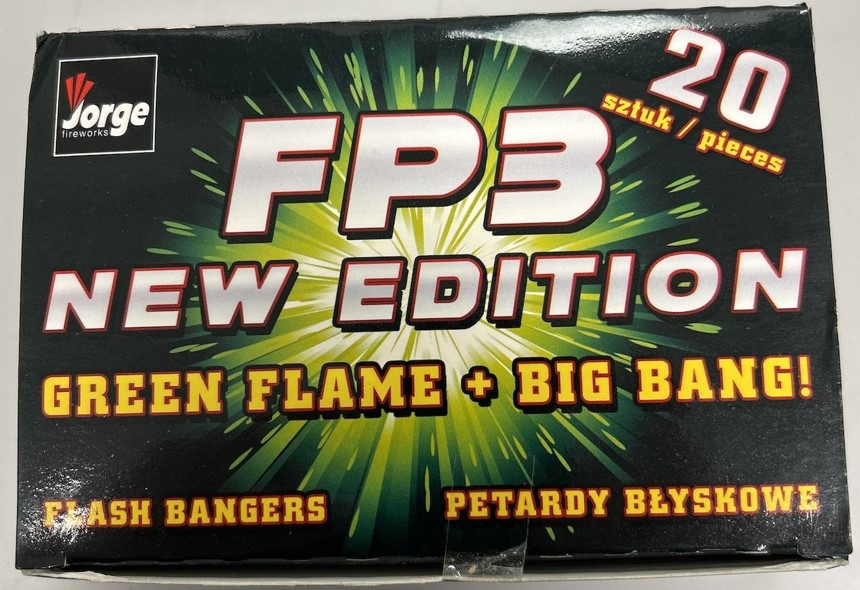 Jorge
fireworks
20
sztuk / pieces
FP3
NEW EDITION
GREEN FLAME + BIG BANG!
FLASH BANGERS
PETARDY BŁYSKOWE